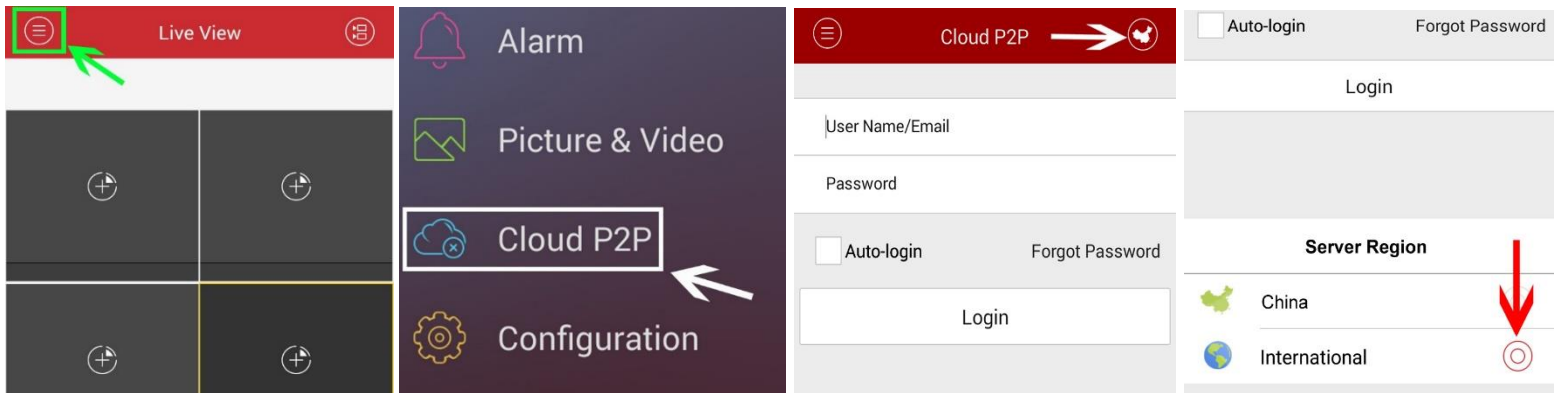 Live View
Alarm
Picture & Video
Cloud P2P
Configuration
Cloud P2P
User Name/Email
Password
Auto-login Forgot Password
Login
Auto-login Forgot Password
Login
Server Region
China
International